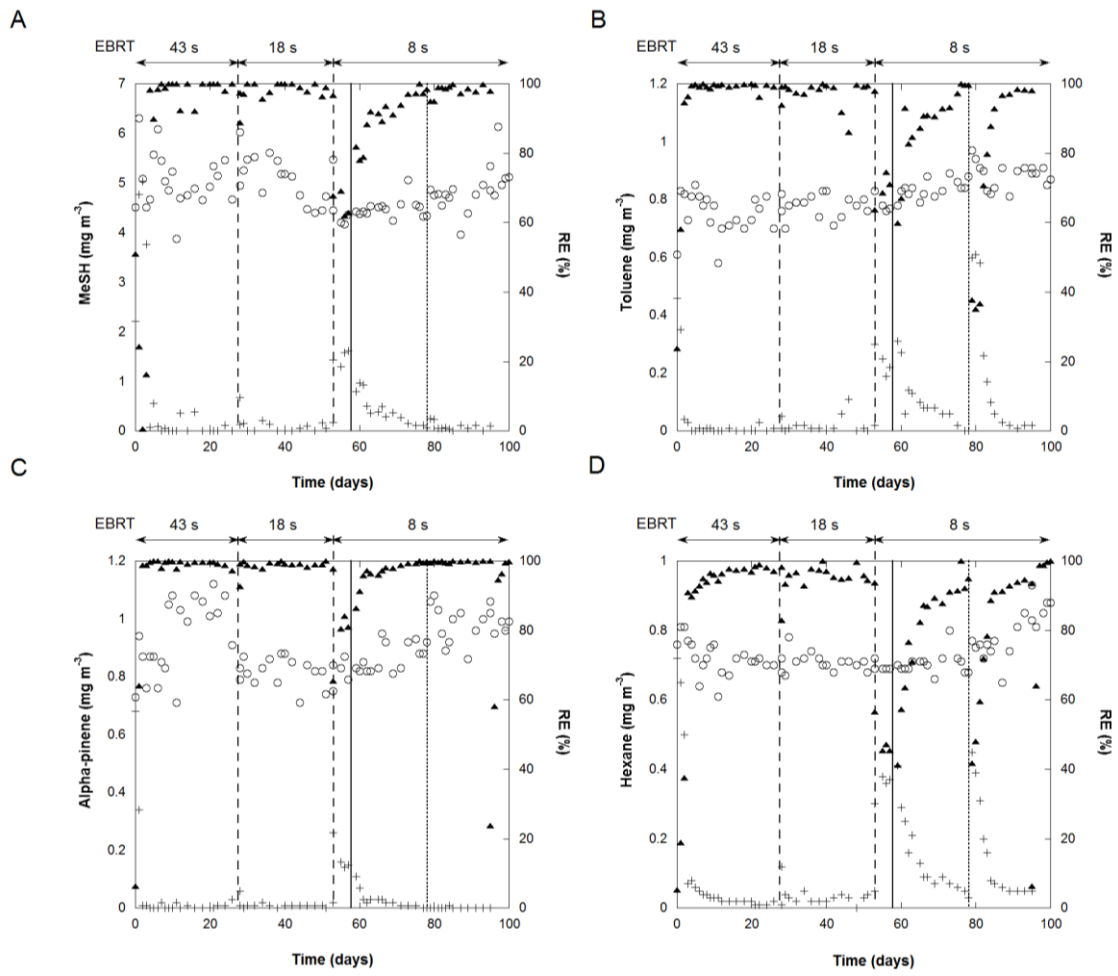 A
EBRT 43 s 18 s 8 s
7 6 5 4 3 2 1 0
MeSH (mg m⁻³)
100 80 60 40 20 0
RE (%)
0 20 40 60 80 100
Time (days)
B
EBRT 43 s 18 s 8 s
1.2 1 0.8 0.6 0.4 0.2 0
Toluene (mg m⁻³)
100 80 60 40 20 0
RE (%)
0 20 40 60 80 100
Time (days)
C
EBRT 43 s 18 s 8 s
1.2 1 0.8 0.6 0.4 0.2 0
Alpha-pinene (mg m⁻³)
100 80 60 40 20 0
RE (%)
0 20 40 60 80 100
Time (days)
D
EBRT 43 s 18 s 8 s
1 0.8 0.6 0.4 0.2 0
Hexane (mg m⁻³)
100 80 60 40 20 0
RE (%)
0 20 40 60 80 100
Time (days)